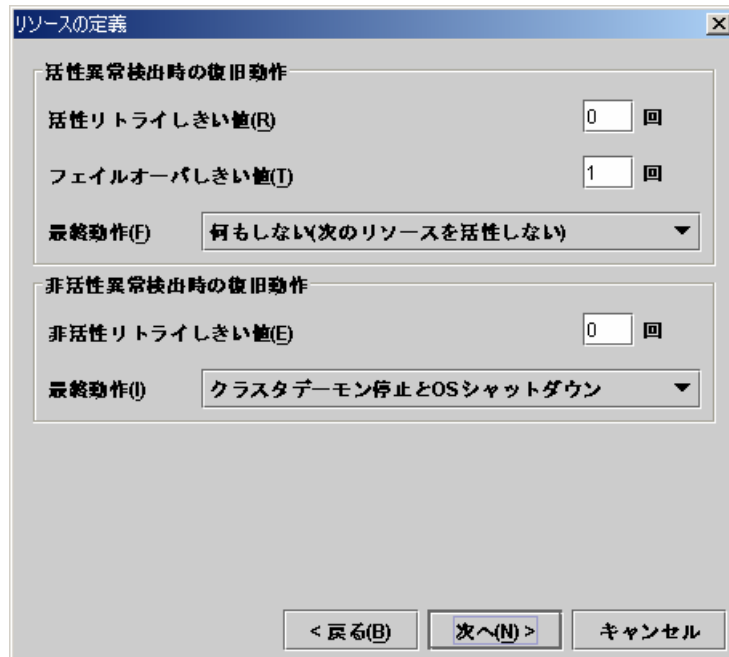 リソースの定義
活性異常検出時の復旧動作
活性リトライしきい値(R) 0 回
フェイルオーバしきい値(T) 1 回
最終動作(F) 何もしない(次のリソースを活性しない)
非活性異常検出時の復旧動作
非活性リトライしきい値(E) 0 回
最終動作(I) クラスタデーモン停止とOSシャットダウン
< 戻る(B) 次へ(N) > キャンセル